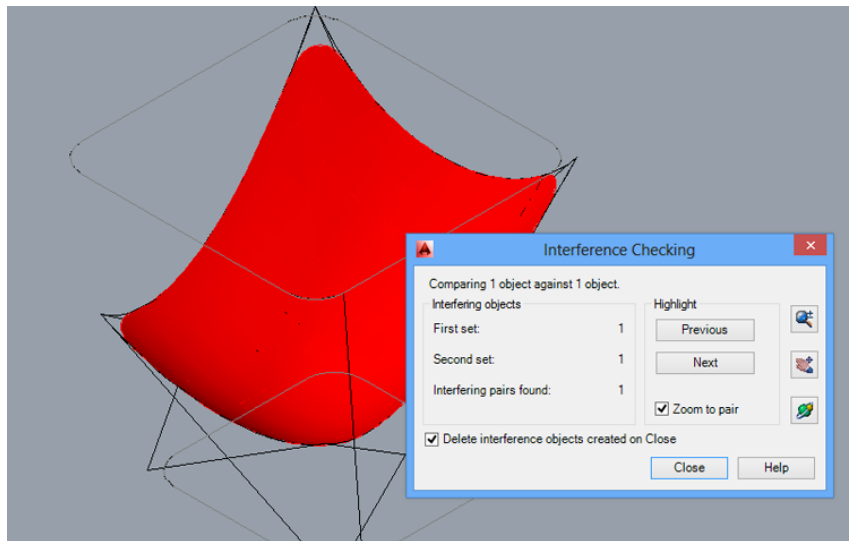 Interference Checking
Comparing 1 object against 1 object.
Interfering objects
First set: 1
Second set: 1
Interfering pairs found: 1
Highlight
Previous
Next
Zoom to pair
Delete interference objects created on Close
Close
Help